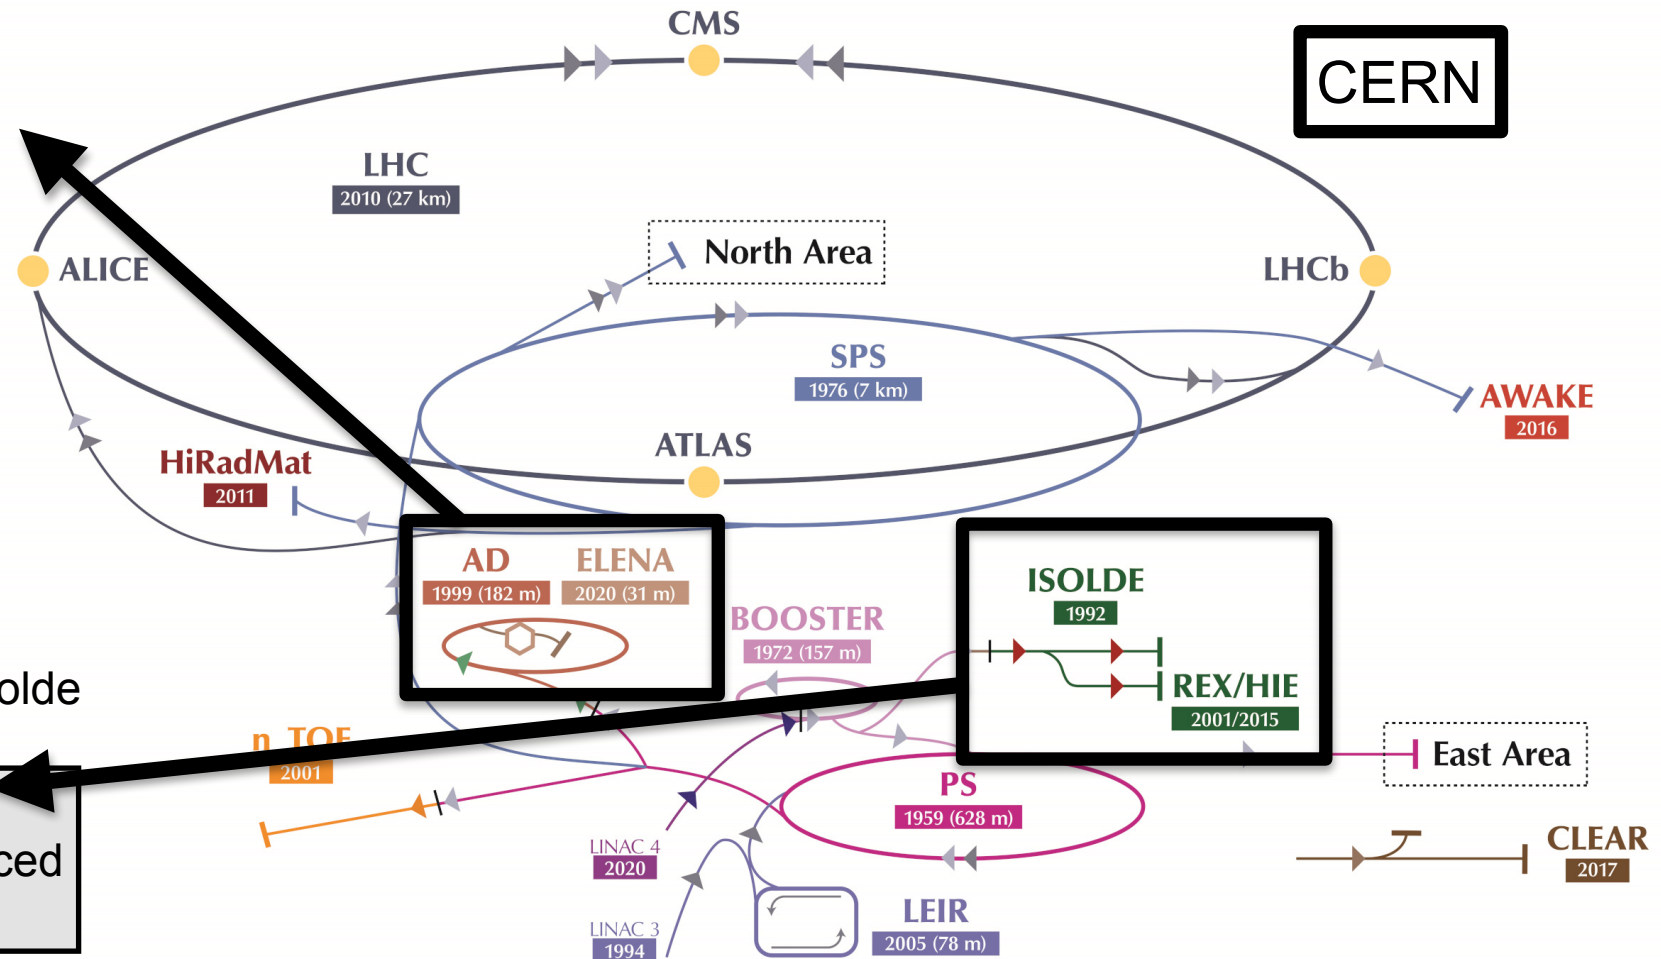 CMS
CERN
LHC
2010 (27 km)
North Area
ALICE
LHCb
SPS
1976 (7 km)
AWAKE
2016
ATLAS
HiRadMat
2011
AD
1999 (182 m)
ELENA
2020 (31 m)
ISOLDE
1992
BOOSTER
1972 (157 m)
REX/HIE
2001/2015
olde
n_TOF
2001
East Area
PS
1959 (628 m)
ced
LINAC 4
2020
CLEAR
2017
LEIR
2005 (78 m)
LINAC 3
1994